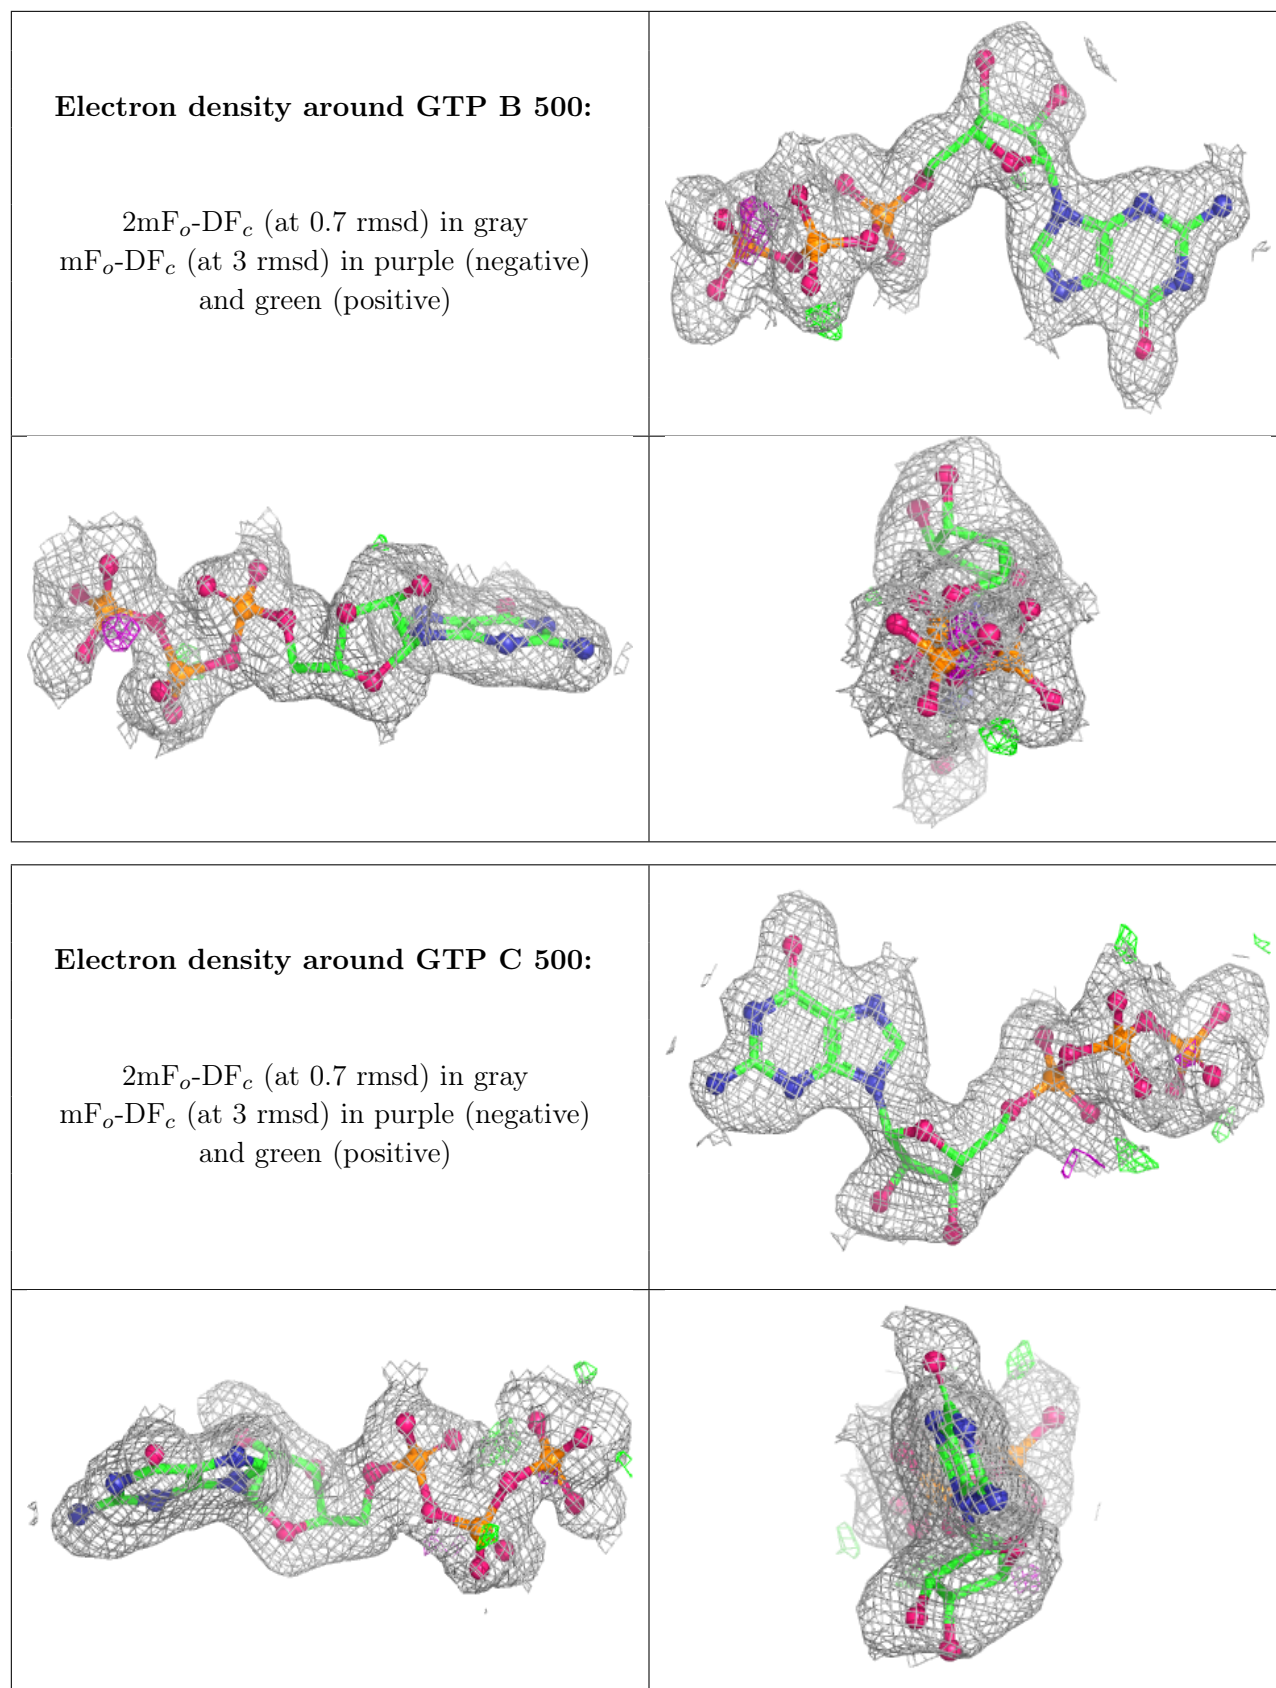 Electron density around GTP B 500:
2mFo-DFc (at 0.7 rmsd) in gray
mFo-DFc (at 3 rmsd) in purple (negative)
and green (positive)
Electron density around GTP C 500:
2mFo-DFc (at 0.7 rmsd) in gray
mFo-DFc (at 3 rmsd) in purple (negative)
and green (positive)